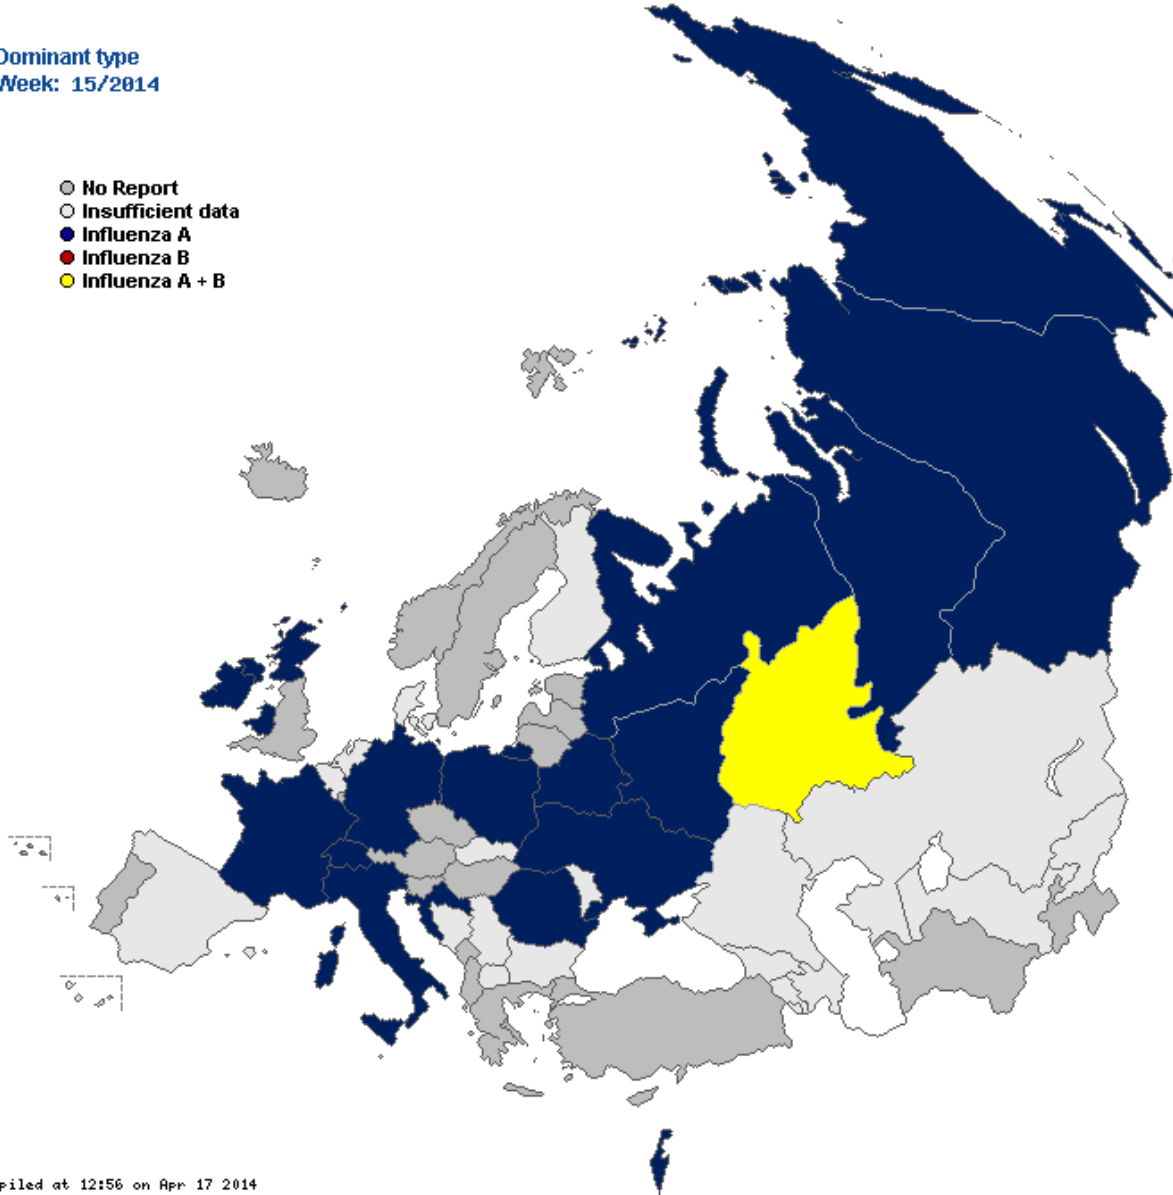 Dominant type
Week: 15/2014
No Report
Insufficient data
Influenza A
Influenza B
Influenza A + B
piled at 12:56 on Apr 17 2014